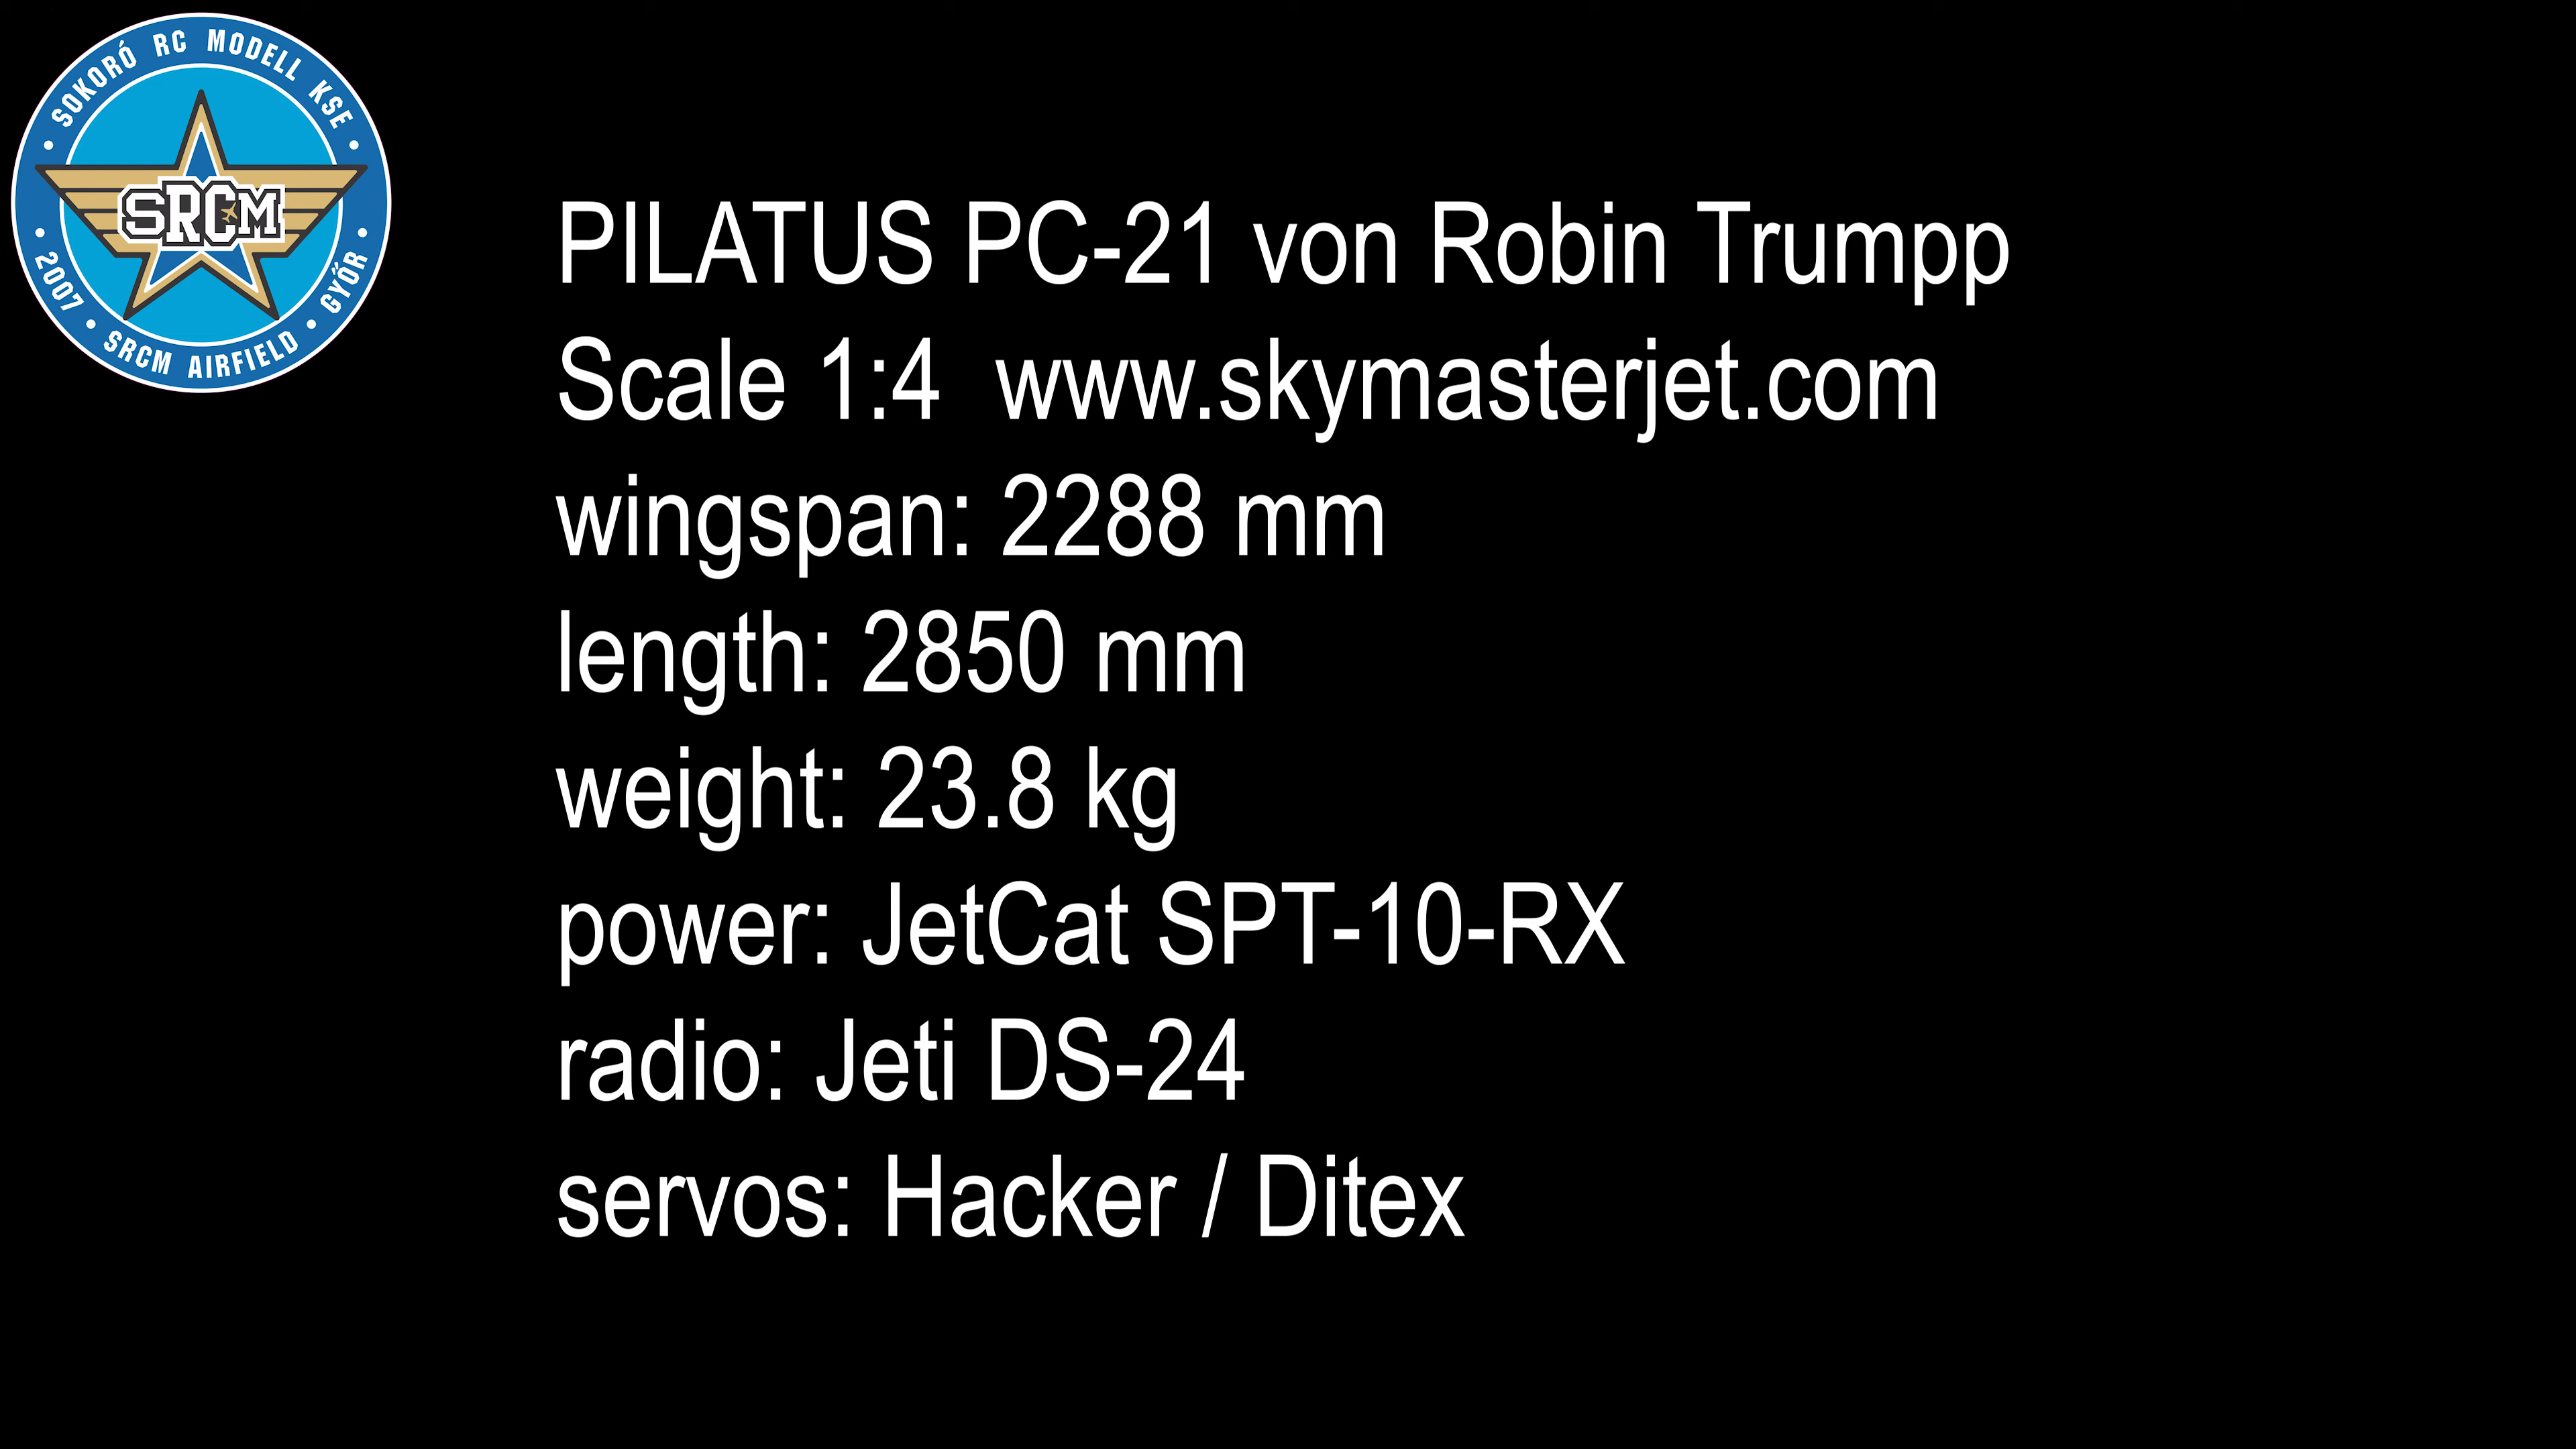 SOKORÓ RC MODELL KSE
SRCM
2007 • SRCM AIRFIELD • GYŐR
PILATUS PC-21 von Robin Trumpp
Scale 1:4 www.skymasterjet.com
wingspan: 2288 mm
length: 2850 mm
weight: 23.8 kg
power: JetCat SPT-10-RX
radio: Jeti DS-24
servos: Hacker / Ditex